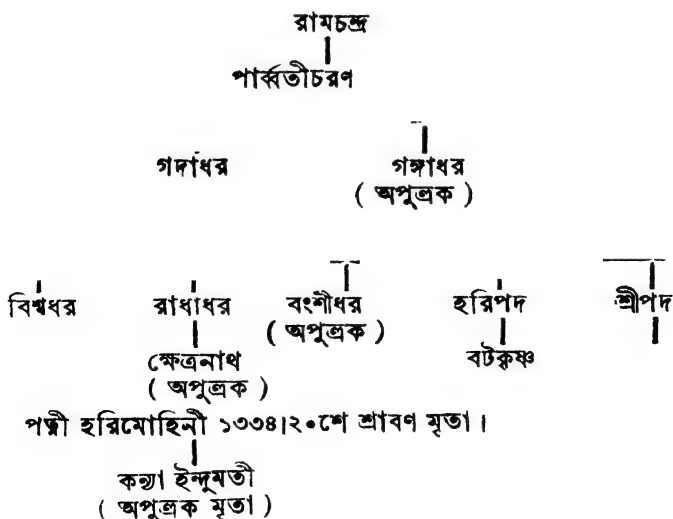 রামচন্দ্র
পার্ব্বতীচরণ
গদাধর গঙ্গাধর
( অপুত্রক )
বিশ্বধর রাধাধর বংশীধর হরিপদ শ্রীপদ
( অপুত্রক )
ক্ষেত্রনাথ বটকৃষ্ণ
( অপুত্রক )
পত্নী হরিমোহিনী ১৩৩৪।২০শে শ্রাবণ মৃতা।
কন্যা ইন্দুমতী
( অপুত্রক মৃতা )